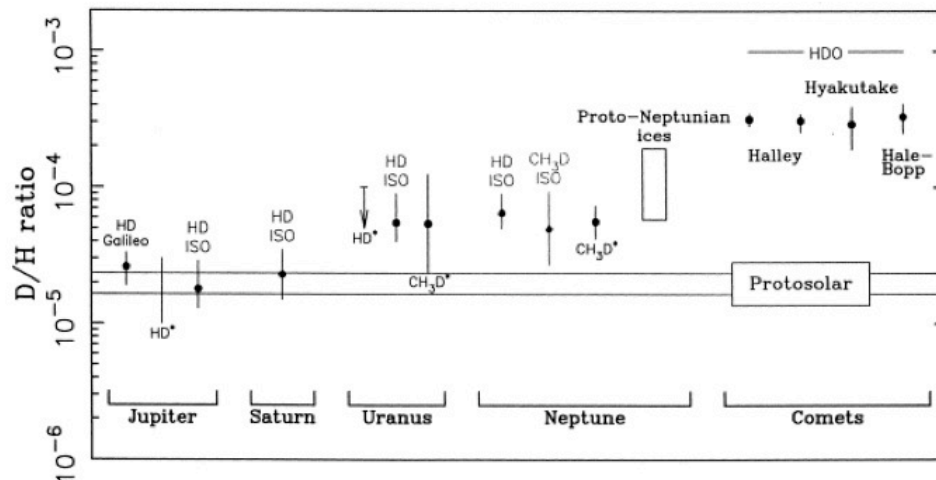 10⁻³
10⁻⁴
10⁻⁵
10⁻⁶
D/H ratio
HDO
Hyakutake
Halley
Hale-
Bopp
Proto-Neptunian
ices
HD
Galileo
HD*
HD
ISO
HD
ISO
HD*
HD
ISO
CH₃D*
HD
ISO
CH₃D
ISO
CH₃D*
Protosolar
Jupiter
Saturn
Uranus
Neptune
Comets